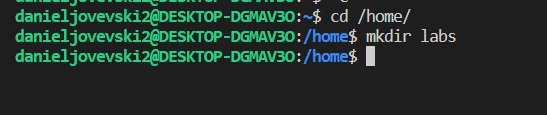 danieljovevski2@DESKTOP-DGMAV3O:~$ cd /home/
danieljovevski2@DESKTOP-DGMAV3O:/home$ mkdir labs
danieljovevski2@DESKTOP-DGMAV3O:/home$